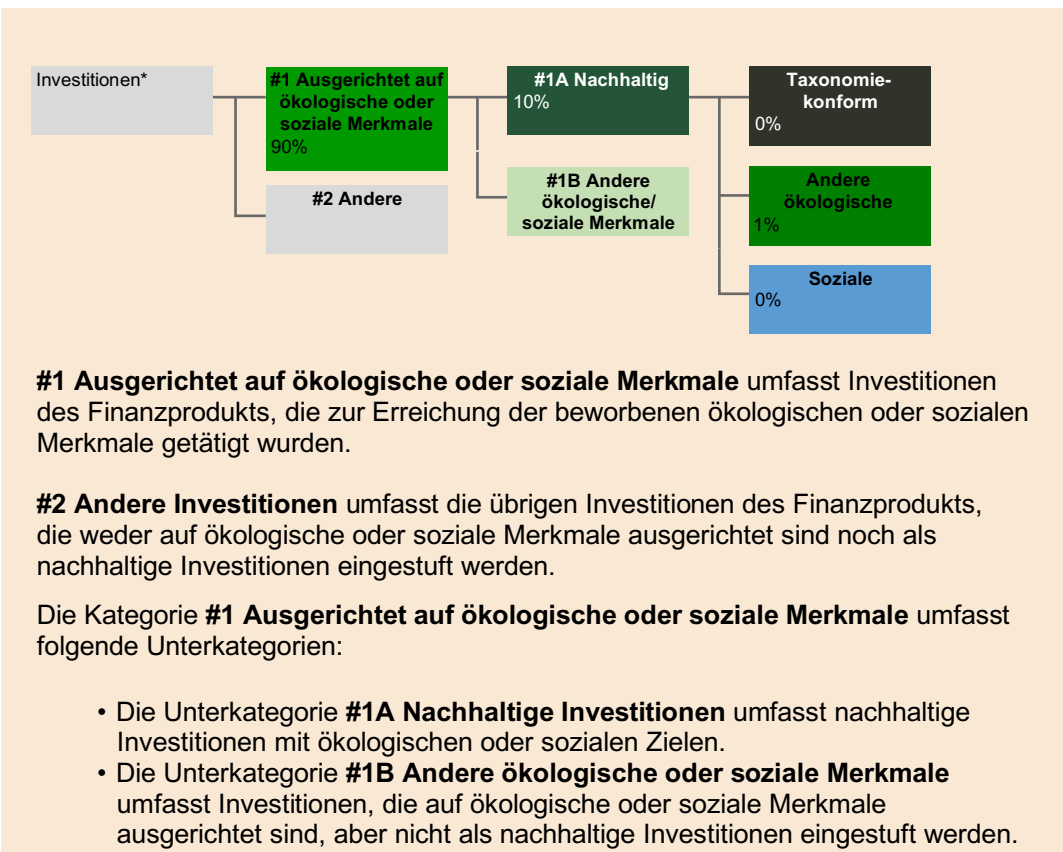 Investitionen*
#1 Ausgerichtet auf
ökologische oder
soziale Merkmale
90%
#2 Andere
#1A Nachhaltig
10%
#1B Andere
ökologische/
soziale Merkmale
Taxonomie-
konform
0%
Andere
ökologische
1%
Soziale
0%
#1 Ausgerichtet auf ökologische oder soziale Merkmale umfasst Investitionen
des Finanzprodukts, die zur Erreichung der beworbenen ökologischen oder sozialen
Merkmale getätigt wurden.
#2 Andere Investitionen umfasst die übrigen Investitionen des Finanzprodukts,
die weder auf ökologische oder soziale Merkmale ausgerichtet sind noch als
nachhaltige Investitionen eingestuft werden.
Die Kategorie #1 Ausgerichtet auf ökologische oder soziale Merkmale umfasst
folgende Unterkategorien:
• Die Unterkategorie #1A Nachhaltige Investitionen umfasst nachhaltige
Investitionen mit ökologischen oder sozialen Zielen.
• Die Unterkategorie #1B Andere ökologische oder soziale Merkmale
umfasst Investitionen, die auf ökologische oder soziale Merkmale
ausgerichtet sind, aber nicht als nachhaltige Investitionen eingestuft werden.